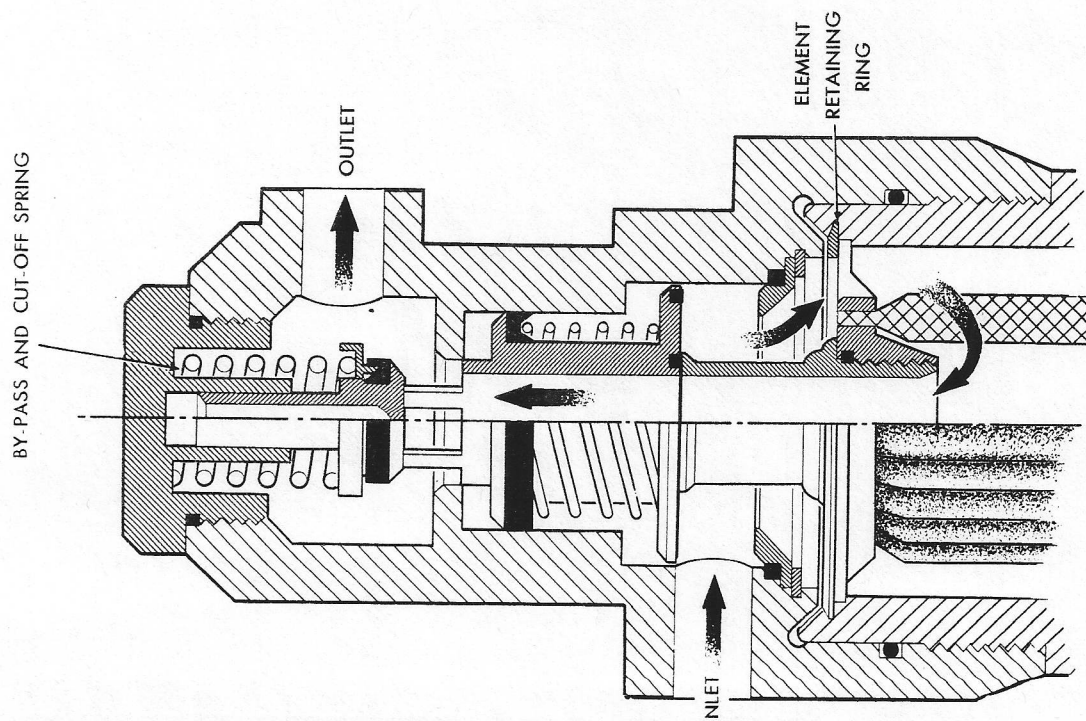 BY-PASS AND CUT-OFF SPRING
OUTLET
ELEMENT
RETAINING
RING
NLET